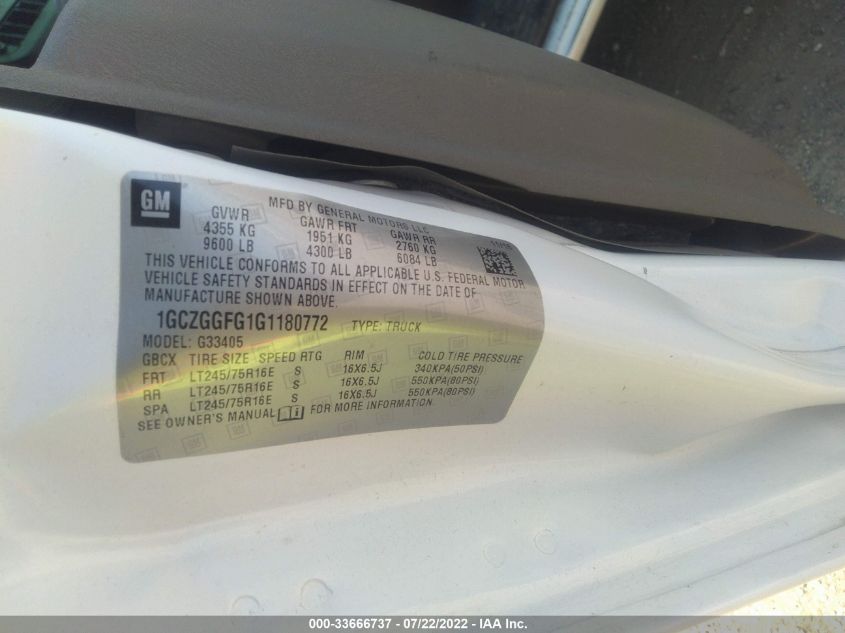 GM
MFD BY GENERAL MOTORS LLC
GVWR GAWR FRT GAWR RR
4355 KG 1951 KG 2760 KG
9600 LB 4300 LB 6084 LB
THIS VEHICLE CONFORMS TO ALL APPLICABLE U.S. FEDERAL MOTOR
VEHICLE SAFETY STANDARDS IN EFFECT ON THE DATE OF
MANUFACTURE SHOWN ABOVE.
1GCZGGFG1G1180772 TYPE: TRUCK
MODEL: G33405
GBCX TIRE SIZE SPEED RTG RIM COLD TIRE PRESSURE
FRT LT245/75R16E S 16X6.5J 340KPA(50PSI)
RR LT245/75R16E S 16X6.5J 550KPA(80PSI)
SPA LT245/75R16E S 16X6.5J 550KPA(80PSI)
SEE OWNER'S MANUAL FOR MORE INFORMATION.
000-33666737 - 07/22/2022 - IAA Inc.